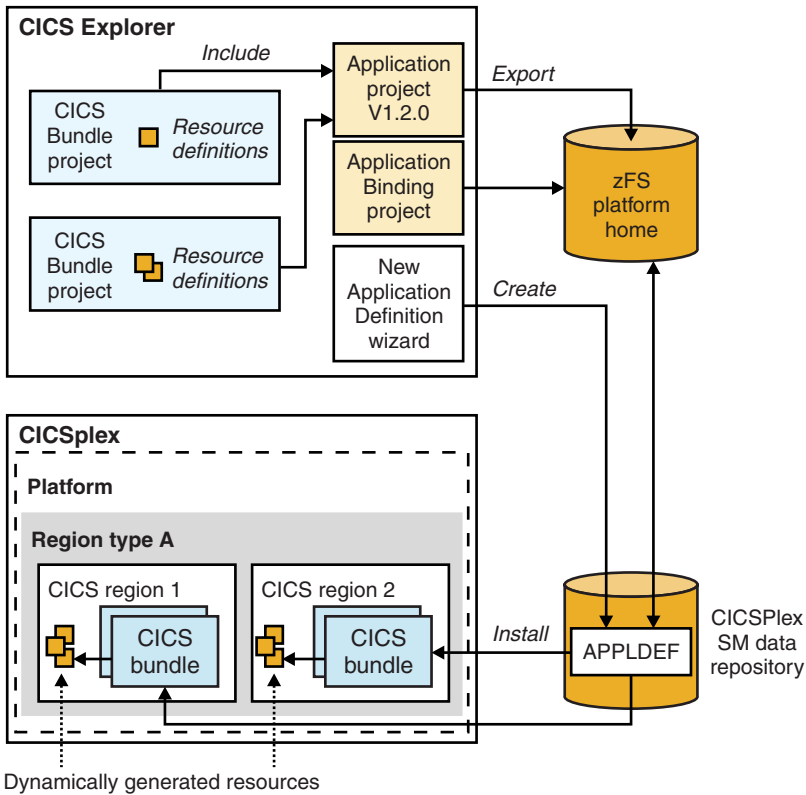 CICS Explorer
Include
Application
project
V1.2.0
Export
CICS
Bundle
project
Resource
definitions
Application
Binding
project
zFS
platform
home
CICS
Bundle
project
Resource
definitions
New
Application
Definition
wizard
Create
CICSplex
Platform
Region type A
CICS region 1
CICS region 2
CICS
bundle
CICS
bundle
Install
APPLDEF
CICSPlex
SM data
repository
Dynamically generated resources